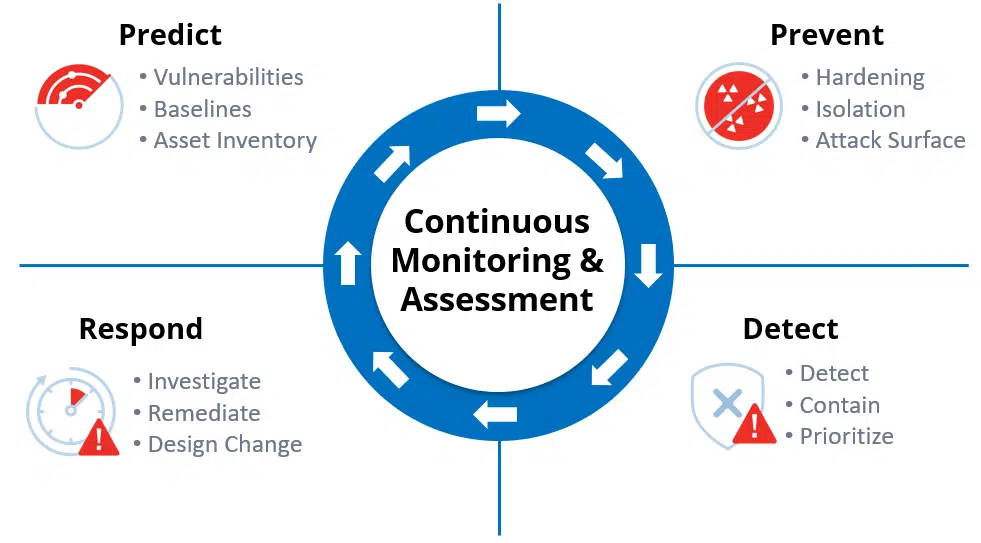 Predict
• Vulnerabilities
• Baselines
• Asset Inventory
Prevent
• Hardening
• Isolation
• Attack Surface
Continuous
Monitoring &
Assessment
Respond
• Investigate
• Remediate
• Design Change
Detect
• Detect
• Contain
• Prioritize